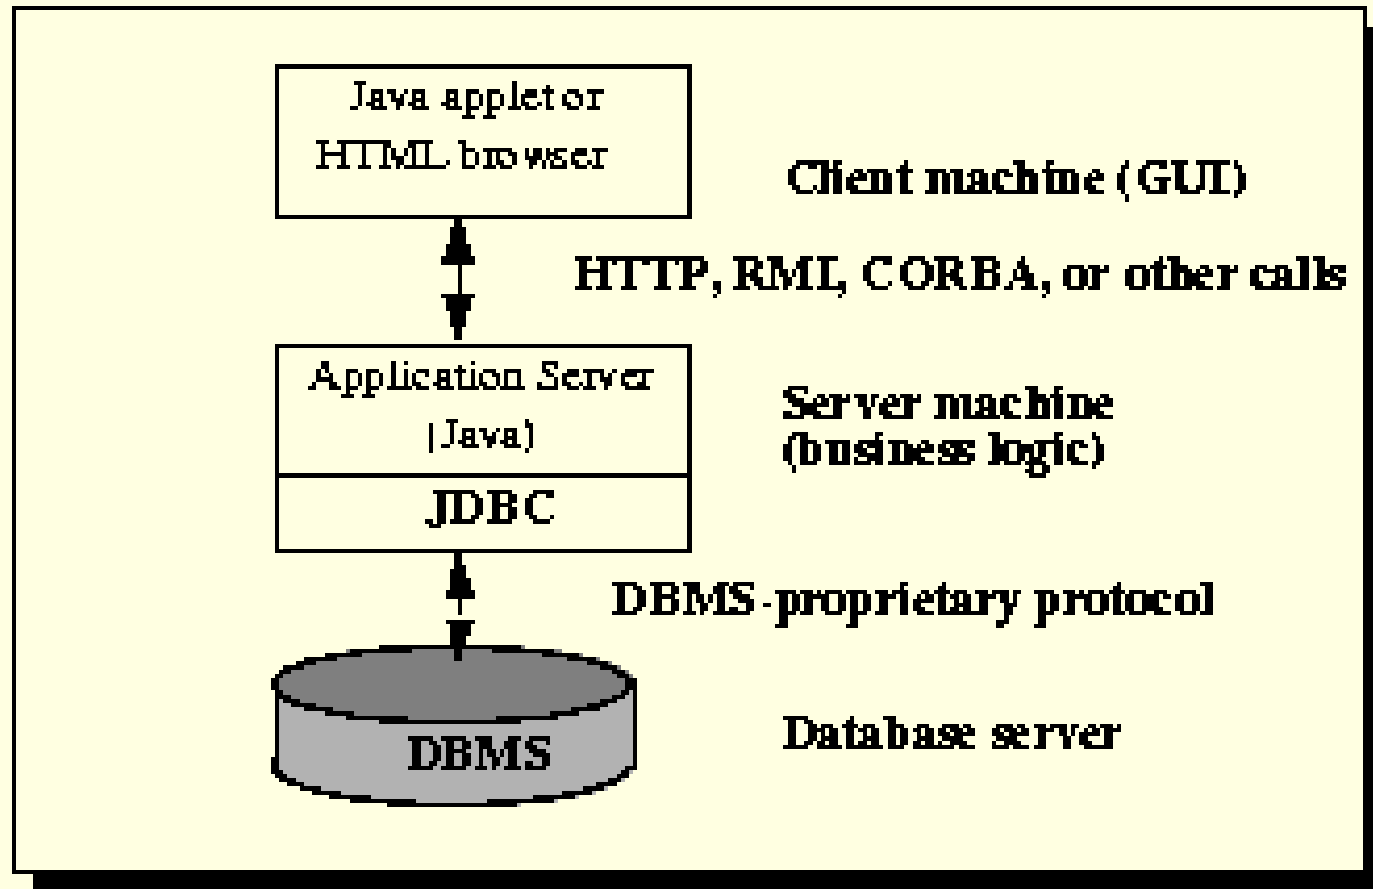 Java applet or
HTML browser
Client machine (GUI)
HTTP, RMI, CORBA, or other calls
Application Server
(Java)
Server machine
(business logic)
JDBC
DBMS-proprietary protocol
DBMS
Database server